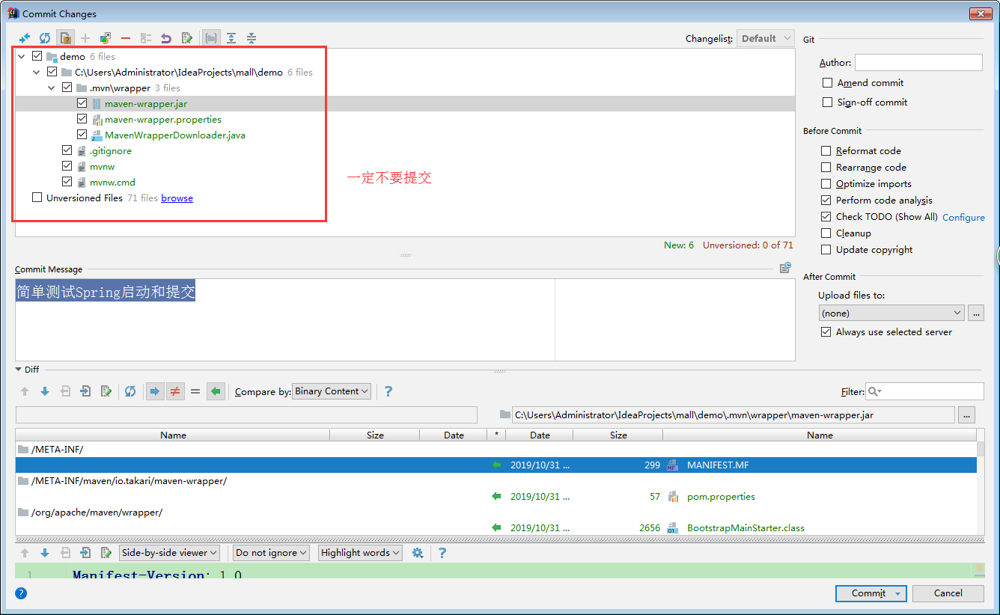 Commit Changes
Changelist: Default
Git
demo 6 files
Author:
C:\Users\Administrator\IdeaProjects\mall\demo 6 files
Amend commit
.mvn\wrapper 3 files
maven-wrapper.jar
Sign-off commit
maven-wrapper.properties
MavenWrapperDownloader.java
Before Commit
.gitignore
Reformat code
mvnw
Rearrange code
一定不要提交
mvnw.cmd
Optimize imports
Unversioned Files 71 files browse
Perform code analysis
Check TODO (Show All) Configure
Cleanup
New: 6 Unversioned: 0 of 71
Update copyright
Commit Message
After Commit
简单测试Spring启动和提交
Upload files to:
(none)
...
Always use selected server
Diff
Compare by: Binary Content
?
Filter:
C:\Users\Administrator\IdeaProjects\mall\demo\.mvn\wrapper\maven-wrapper.jar
...
Name Size Date * Date Size Name
/META-INF/
2019/10/31 ... 299 MANIFEST.MF
/META-INF/maven/io.takari/maven-wrapper/
2019/10/31 ... 57 pom.properties
/org/apache/maven/wrapper/
2019/10/31 ... 2656 BootstrapMainStarter.class
Side-by-side viewer Do not ignore Highlight words ?
1 Manifest-Version: 1.0
? Commit Cancel